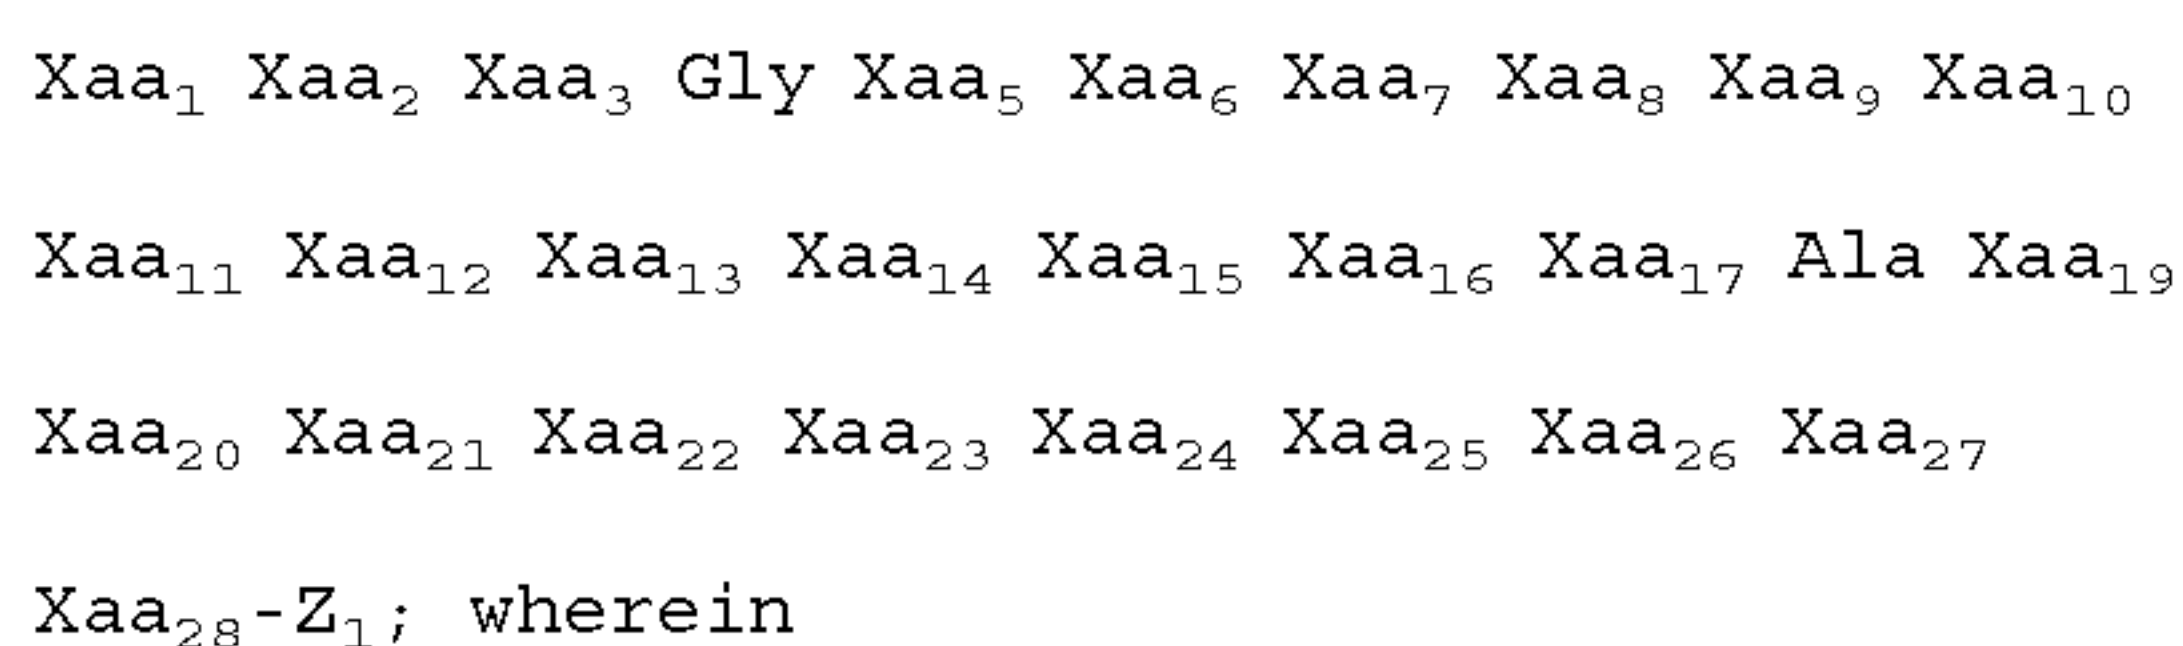 Xaa₁ Xaa₂ Xaa₃ Gly Xaa₅ Xaa₆ Xaa₇ Xaa₈ Xaa₉ Xaa₁₀
Xaa₁₁ Xaa₁₂ Xaa₁₃ Xaa₁₄ Xaa₁₅ Xaa₁₆ Xaa₁₇ Ala Xaa₁₉
Xaa₂₀ Xaa₂₁ Xaa₂₂ Xaa₂₃ Xaa₂₄ Xaa₂₅ Xaa₂₆ Xaa₂₇
Xaa₂₈-Z₁; wherein